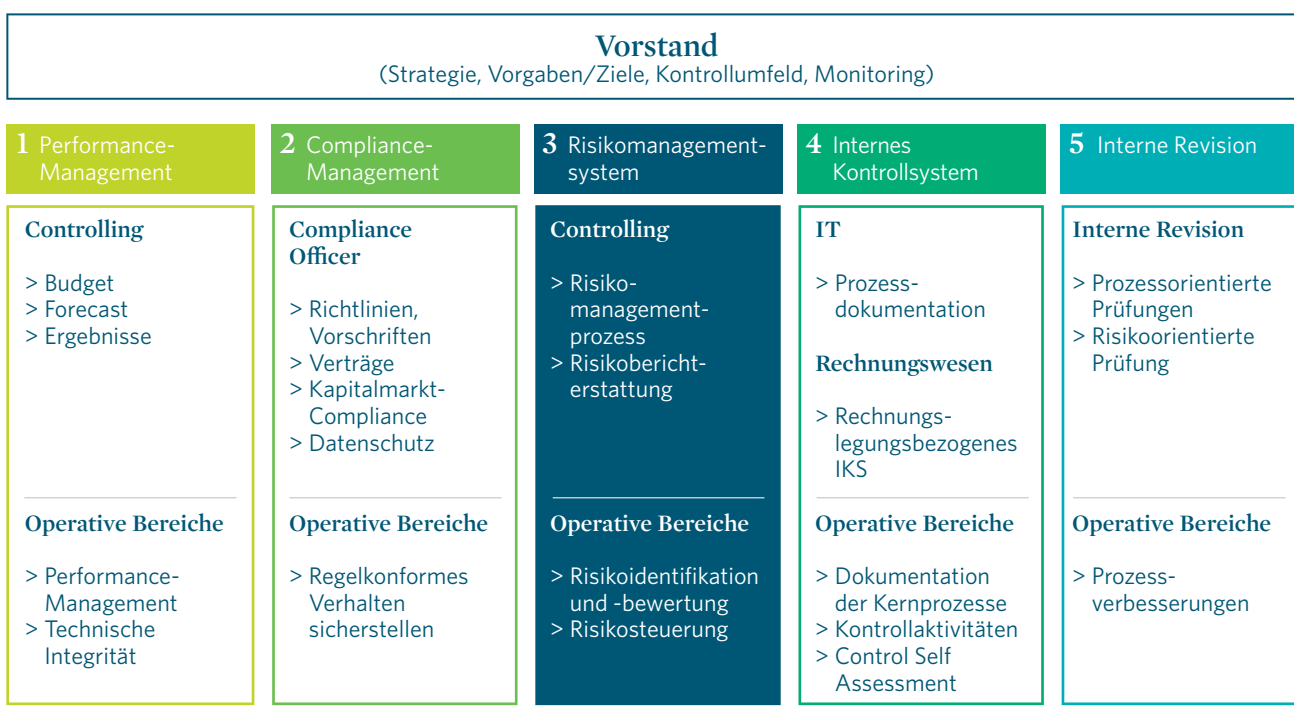 Vorstand
(Strategie, Vorgaben/Ziele, Kontrollumfeld, Monitoring)
1 Performance-
Management
Controlling
> Budget
> Forecast
> Ergebnisse
Operative Bereiche
> Performance-
Management
> Technische
Integrität
2 Compliance-
Management
Compliance
Officer
> Richtlinien,
Vorschriften
> Verträge
> Kapitalmarkt-
Compliance
> Datenschutz
Operative Bereiche
> Regelkonformes
Verhalten
sicherstellen
3 Risikomanagement-
system
Controlling
> Risiko-
management-
prozess
> Risikobericht-
erstattung
Operative Bereiche
> Risikoidentifikation
und -bewertung
> Risikosteuerung
4 Internes
Kontrollsystem
IT
> Prozess-
dokumentation
Rechnungswesen
> Rechnungs-
legungsbezogenes
IKS
Operative Bereiche
> Dokumentation
der Kernprozesse
> Kontrollaktivitäten
> Control Self
Assessment
5 Interne Revision
Interne Revision
> Prozessorientierte
Prüfungen
> Risikoorientierte
Prüfung
Operative Bereiche
> Prozess-
verbesserungen